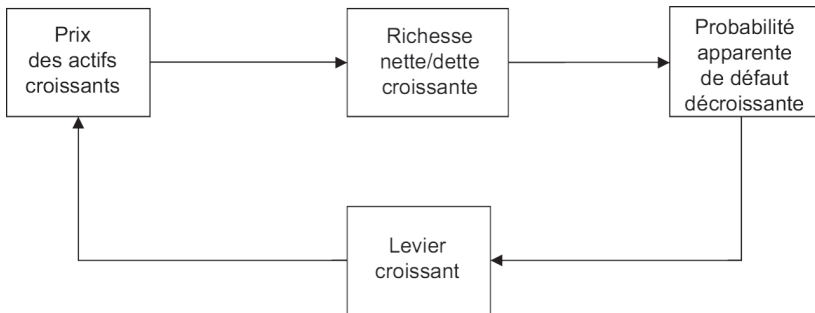 Prix
des actifs
croissants
Richesse
nette/dette
croissante
Probabilité
apparente
de défaut
décroissante
Levier
croissant